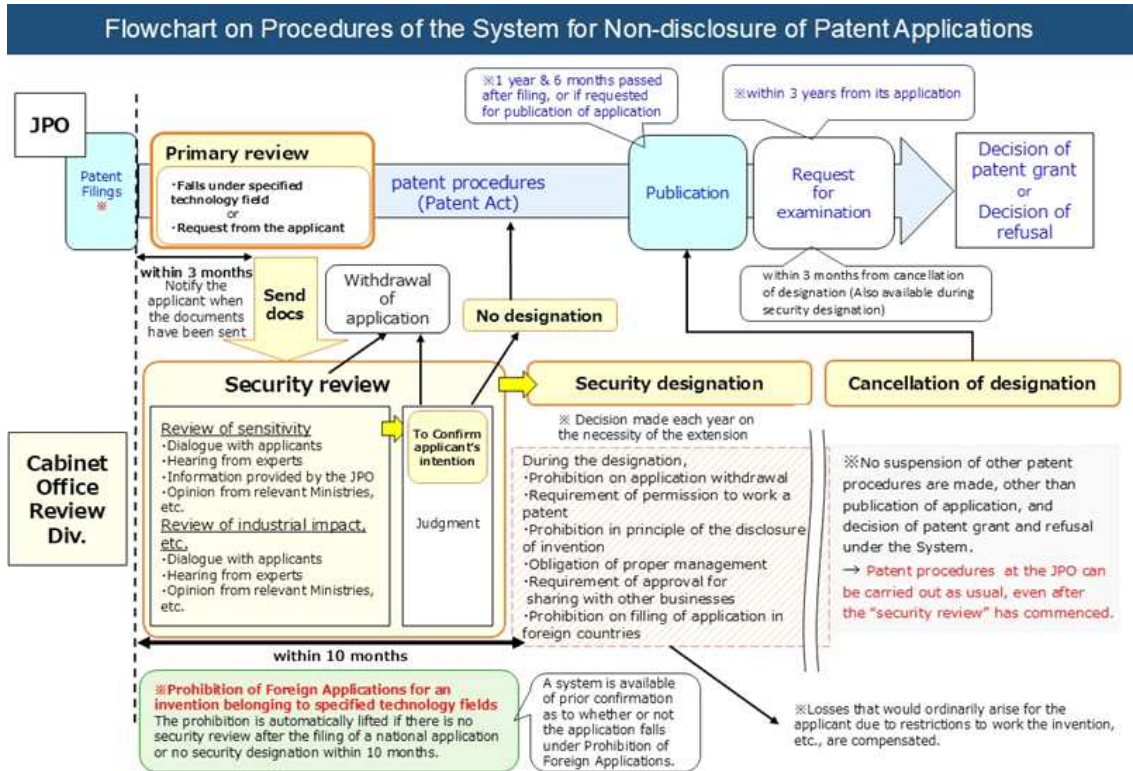 Flowchart on Procedures of the System for Non-disclosure of Patent Applications
JPO
Patent
Filings
※
Primary review
・Falls under specified
technology field
or
・Request from the applicant
patent procedures
(Patent Act)
※1 year & 6 months passed
after filing, or if requested
for publication of application
Publication
※within 3 years from its application
Request
for
examination
Decision of
patent grant
or
Decision of
refusal
within 3 months
Notify the
applicant when
the documents
have been sent
Send
docs
Withdrawal
of
application
No designation
within 3 months from cancellation
of designation (Also available during
security designation)
Security review
Security designation
Cancellation of designation
Cabinet
Office
Review
Div.
Review of sensitivity
・Dialogue with applicants
・Hearing from experts
・Information provided by the JPO
・Opinion from relevant Ministries,
etc.
Review of industrial impact,
etc.
・Dialogue with applicants
・Hearing from experts
・Opinion from relevant Ministries,
etc.
To Confirm
applicant's
intention
Judgment
※ Decision made each year on
the necessity of the extension
During the designation,
・Prohibition on application withdrawal
・Requirement of permission to work a
patent
・Prohibition in principle of the disclosure
of invention
・Obligation of proper management
・Requirement of approval for
sharing with other businesses
・Prohibition on filling of application in
foreign countries
※No suspension of other patent
procedures are made, other than
publication of application, and
decision of patent grant and refusal
under the System.
→ Patent procedures at the JPO can
be carried out as usual, even after
the “security review” has commenced.
within 10 months
※Prohibition of Foreign Applications for an
invention belonging to specified technology fields
The prohibition is automatically lifted if there is no
security review after the filing of a national application
or no security designation within 10 months.
A system is available
of prior confirmation
as to whether or not
the application falls
under Prohibition of
Foreign Applications.
※Losses that would ordinarily arise for the
applicant due to restrictions to work the invention,
etc., are compensated.